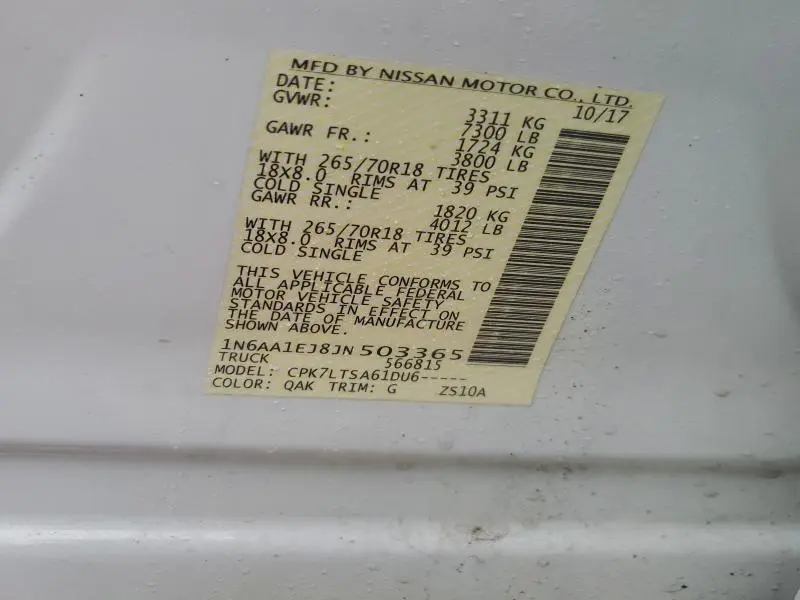 MFD BY NISSAN MOTOR CO., LTD.
DATE: 10/17
GVWR: 3311 KG
7300 LB
GAWR FR.: 1724 KG
3800 LB
WITH 265/70R18 TIRES
18X8.0 RIMS AT 39 PSI
COLD SINGLE
GAWR RR.: 1820 KG
4012 LB
WITH 265/70R18 TIRES
18X8.0 RIMS AT 39 PSI
COLD SINGLE
THIS VEHICLE CONFORMS TO
ALL APPLICABLE FEDERAL
MOTOR VEHICLE SAFETY
STANDARDS IN EFFECT ON
THE DATE OF MANUFACTURE
SHOWN ABOVE.
1N6AA1EJ8JN503365
TRUCK 566815
MODEL: CPK7LTSA61DU6-----
COLOR: QAK TRIM: G ZS10A